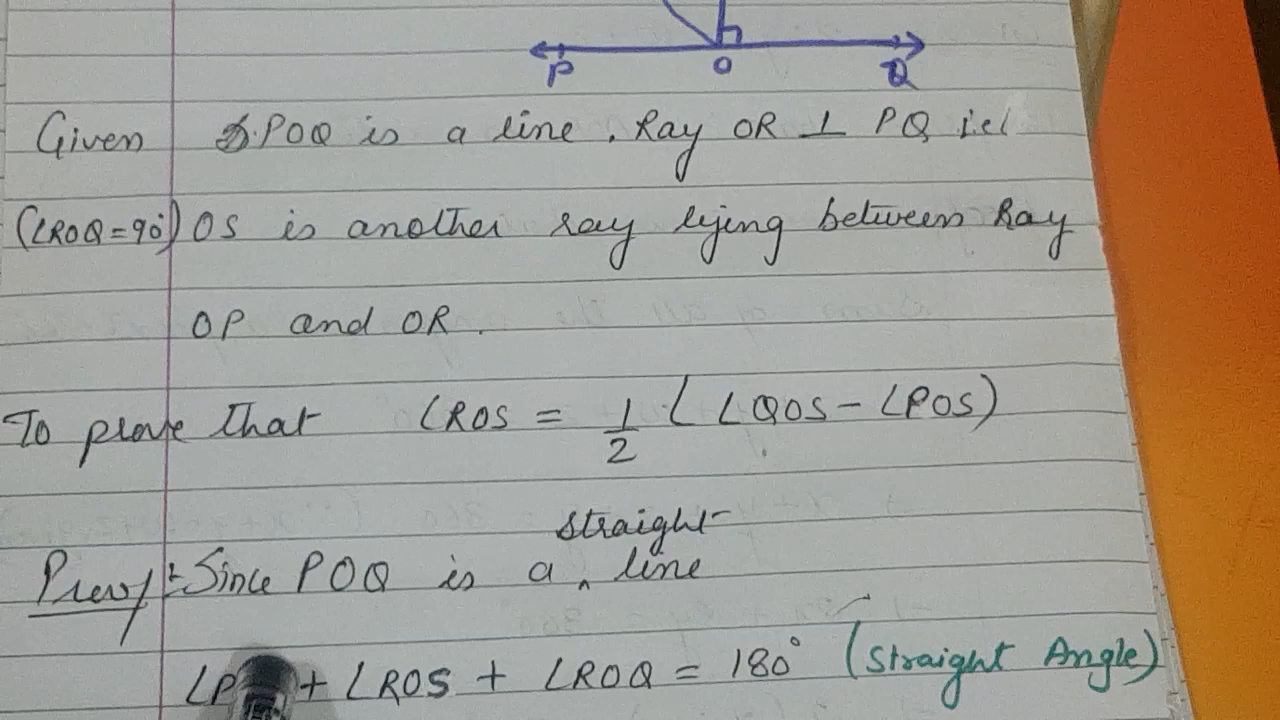 P O Q
Given POQ is a line. Ray OR ⊥ PQ i.e
(∠ROQ = 90°) OS is another ray lying between Ray
OP and OR.
To prove that ∠ROS = 1/2 (∠QOS - ∠POS)
straight
Proof :- Since POQ is a ‸ line
+ ∠ROS + ∠ROQ = 180° (Straight Angle)